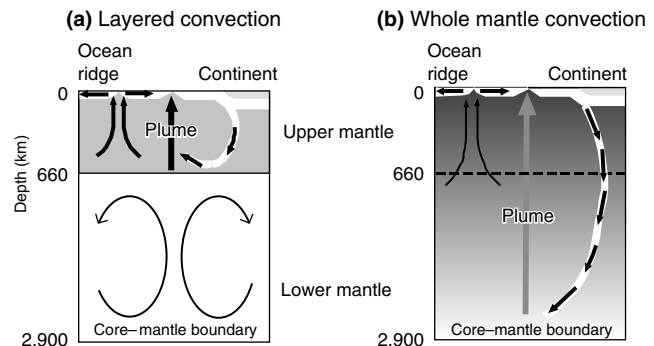 (a) Layered convection
Ocean
ridge
Continent
0
Plume
Upper mantle
660
Depth (km)
Lower mantle
Core–mantle boundary
2,900
(b) Whole mantle convection
Ocean
ridge
Continent
0
660
Plume
Core–mantle boundary
2,900